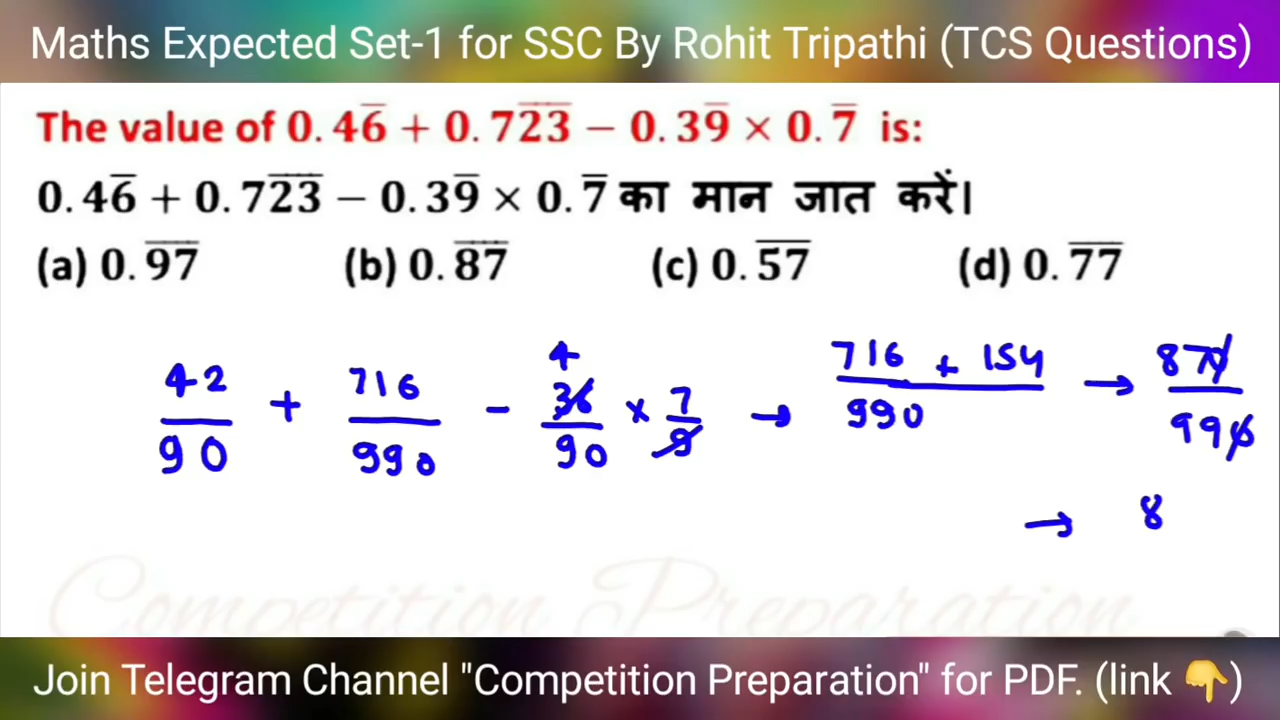 Maths Expected Set-1 for SSC By Rohit Tripathi (TCS Questions)
The value of 0.46̅ + 0.72̅3̅ − 0.39̅ × 0.7̅ is:
0.46̅ + 0.72̅3̅ − 0.39̅ × 0.7̅ का मान जात करें।
(a) 0.9̅7̅ (b) 0.8̅7̅ (c) 0.5̅7̅ (d) 0.7̅7̅
42/90 + 716/990 − 36/90 × 7/9 → 716 + 154/990 → 870/990
4
→ 8
Competition Preparation
Join Telegram Channel "Competition Preparation" for PDF. (link 👇)